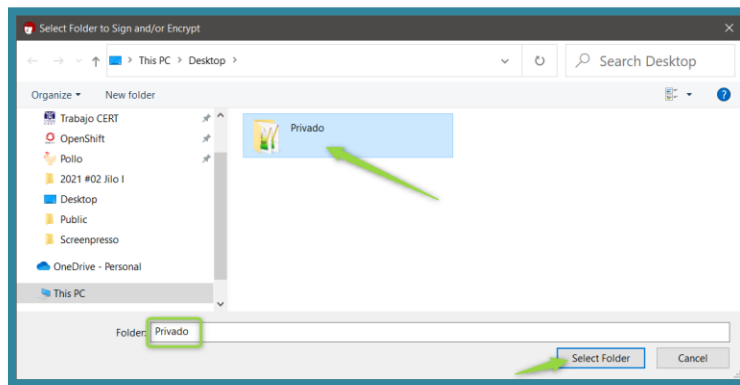 Select Folder to Sign and/or Encrypt
This PC > Desktop >
Search Desktop
Organize
New folder
Trabajo CERT
OpenShift
Pollo
2021 #02 Jilo I
Desktop
Public
Screenpresso
OneDrive - Personal
This PC
Privado
Folder: Privado
Select Folder
Cancel